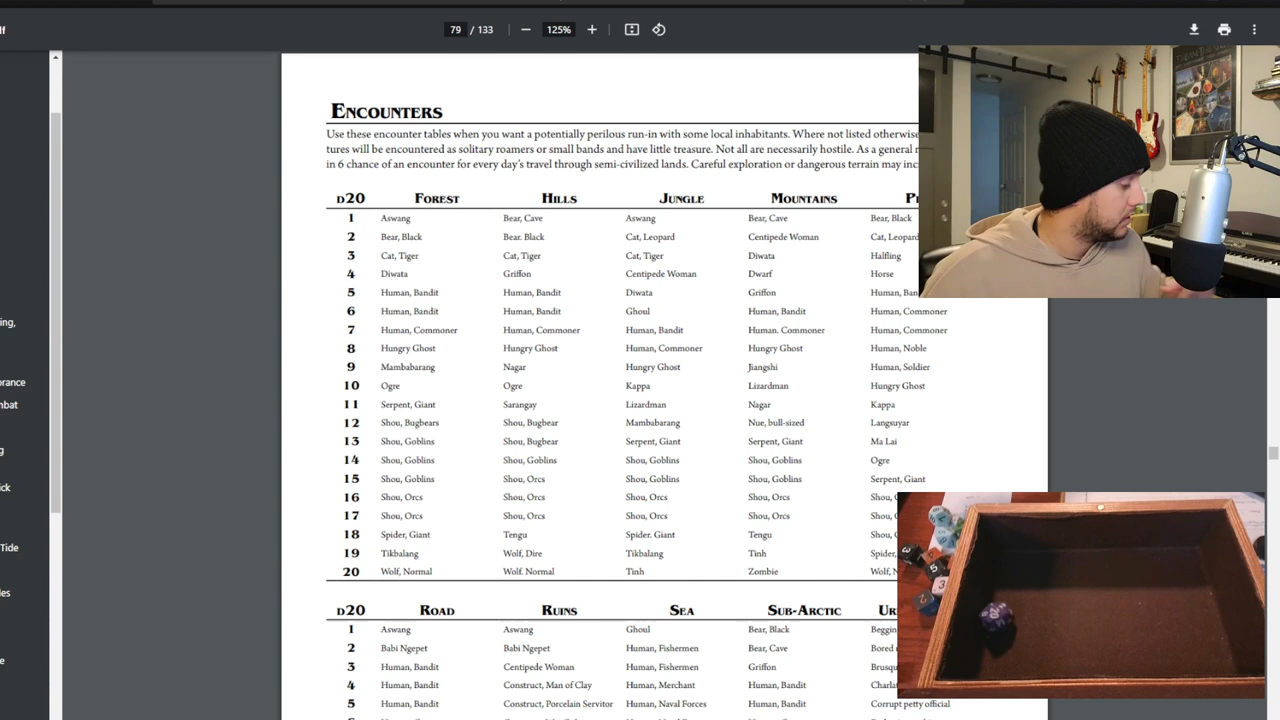 79 / 133
125%
ENCOUNTERS
Use these encounter tables when you want a potentially perilous run-in with some local inhabitants. Where not listed otherwise
tures will be encountered as solitary roamers or small bands and have little treasure. Not all are necessarily hostile. As a general
in 6 chance of an encounter for every day's travel through semi-civilized lands. Careful exploration or dangerous terrain may
D20 FOREST HILLS JUNGLE MOUNTAINS
1 Aswang Bear, Cave Aswang Bear, Cave Bear, Black
2 Bear, Black Bear. Black Cat, Leopard Centipede Woman Cat, Leopard
3 Cat, Tiger Cat, Tiger Cat, Tiger Diwata Halfling
4 Diwata Griffon Centipede Woman Dwarf Horse
5 Human, Bandit Human, Bandit Diwata Griffon Human,
6 Human, Bandit Human, Bandit Ghoul Human, Bandit Human, Commoner
7 Human, Commoner Human, Commoner Human, Bandit Human. Commoner Human, Commoner
8 Hungry Ghost Hungry Ghost Human, Commoner Hungry Ghost Human, Noble
9 Mambabarang Nagar Hungry Ghost Jiangshi Human, Soldier
10 Ogre Ogre Kappa Lizardman Hungry Ghost
11 Serpent, Giant Sarangay Lizardman Nagar Kappa
12 Shou, Bugbears Shou, Bugbear Mambabarang Nue, bull-sized Langsuyar
13 Shou, Goblins Shou, Bugbear Serpent, Giant Serpent, Giant Ma Lai
14 Shou, Goblins Shou, Goblins Shou, Goblins Shou, Goblins Ogre
15 Shou, Goblins Shou, Orcs Shou, Goblins Shou, Goblins Serpent, Giant
16 Shou, Orcs Shou, Orcs Shou, Orcs Shou, Orcs Shou,
17 Shou, Orcs Shou, Orcs Shou, Orcs Shou, Orcs Shou,
18 Spider, Giant Tengu Spider. Giant Tengu Shou,
19 Tikbalang Wolf, Dire Tikbalang Tinh Spider,
20 Wolf, Normal Wolf. Normal Tinh Zombie Wolf,
D20 ROAD RUINS SEA SUB-ARCTIC
1 Aswang Aswang Ghoul Bear, Black
2 Babi Ngepet Babi Ngepet Human, Fishermen Bear, Cave Bored
3 Human, Bandit Centipede Woman Human, Fishermen Griffon
4 Human, Bandit Construct, Man of Clay Human, Merchant Human, Bandit
5 Human, Bandit Construct, Porcelain Servitor Human, Naval Forces Human, Bandit Corrupt petty official